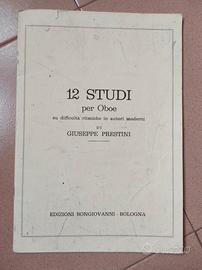 12 STUDI
per Oboe
su difficoltà ritmiche in autori moderni
DI
GIUSEPPE PRESTINI
EDIZIONI BONGIOVANNI - BOLOGNA